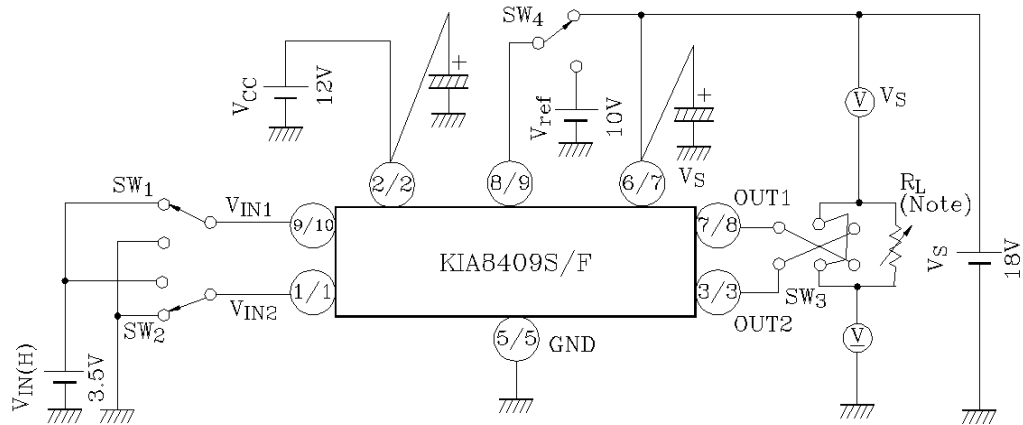 SW4
VCC
12V
+
Vref
10V
+
VS
V
VS
2/2
8/9
6/7
SW1
VIN1
9/10
OUT1
7/8
RL
(Note)
KIA8409S/F
VS
18V
1/1
VIN2
SW2
3/3
SW3
OUT2
5/5
GND
V
VIN(H)
3.5V